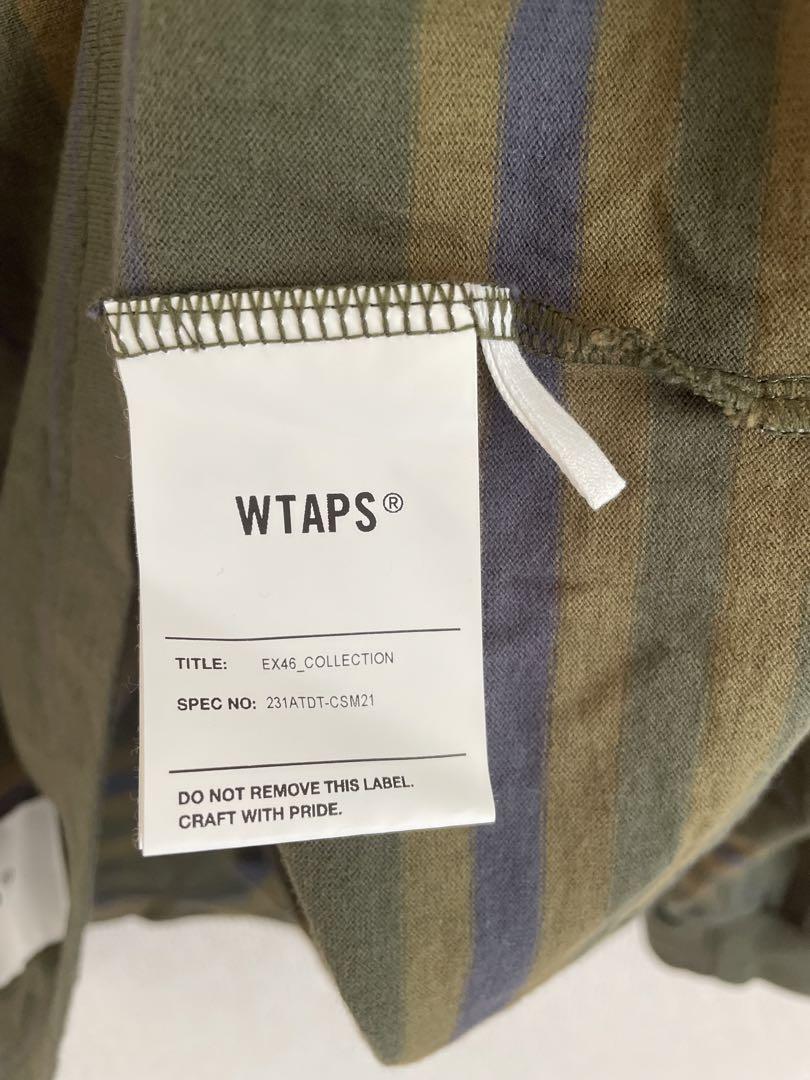 WTAPS®
TITLE: EX46_COLLECTION
SPEC NO: 231ATDT-CSM21
DO NOT REMOVE THIS LABEL.
CRAFT WITH PRIDE.